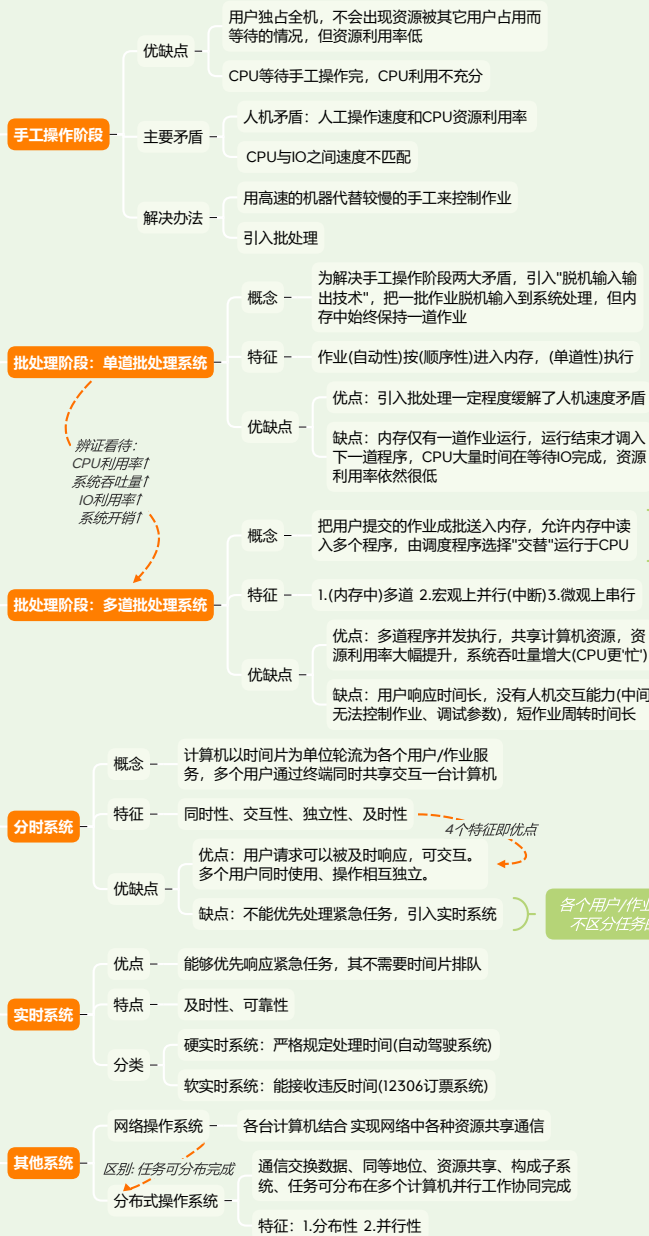 手工操作阶段
优缺点
用户独占全机，不会出现资源被其它用户占用而
等待的情况，但资源利用率低
CPU等待手工操作完，CPU利用不充分
主要矛盾
人机矛盾：人工操作速度和CPU资源利用率
CPU与IO之间速度不匹配
解决办法
用高速的机器代替较慢的手工来控制作业
引入批处理
批处理阶段：单道批处理系统
概念
为解决手工操作阶段两大矛盾，引入"脱机输入输
出技术"，把一批作业脱机输入到系统处理，但内
存中始终保持一道作业
特征
作业(自动性)按(顺序性)进入内存，(单道性)执行
优缺点
优点：引入批处理一定程度缓解了人机速度矛盾
缺点：内存仅有一道作业运行，运行结束才调入
下一道程序，CPU大量时间在等待IO完成，资源
利用率依然很低
辨证看待：
CPU利用率↑
系统吞吐量↑
IO利用率↑
系统开销↑
批处理阶段：多道批处理系统
概念
把用户提交的作业成批送入内存，允许内存中读
入多个程序，由调度程序选择"交替"运行于CPU
特征
1.(内存中)多道 2.宏观上并行(中断)3.微观上串行
优缺点
优点：多道程序并发执行，共享计算机资源，资
源利用率大幅提升，系统吞吐量增大(CPU更'忙')
缺点：用户响应时间长，没有人机交互能力(中间
无法控制作业、调试参数)，短作业周转时间长
分时系统
概念
计算机以时间片为单位轮流为各个用户/作业服
务，多个用户通过终端同时共享交互一台计算机
特征
同时性、交互性、独立性、及时性
4个特征即优点
优缺点
优点：用户请求可以被及时响应，可交互。
多个用户同时使用、操作相互独立。
缺点：不能优先处理紧急任务，引入实时系统
各个用户/作业
不区分任务的
实时系统
优点
能够优先响应紧急任务，其不需要时间片排队
特点
及时性、可靠性
分类
硬实时系统：严格规定处理时间(自动驾驶系统)
软实时系统：能接收违反时间(12306订票系统)
其他系统
网络操作系统
各台计算机结合 实现网络中各种资源共享通信
区别: 任务可分布完成
分布式操作系统
通信交换数据、同等地位、资源共享、构成子系
统、任务可分布在多个计算机并行工作协同完成
特征：1.分布性 2.并行性